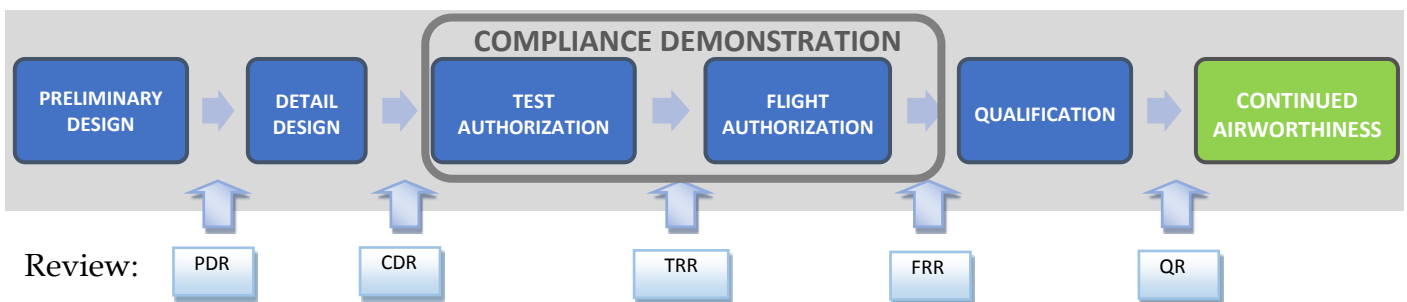 COMPLIANCE DEMONSTRATION
PRELIMINARY
DESIGN
DETAIL
DESIGN
TEST
AUTHORIZATION
FLIGHT
AUTHORIZATION
QUALIFICATION
CONTINUED
AIRWORTHINESS
Review:
PDR
CDR
TRR
FRR
QR